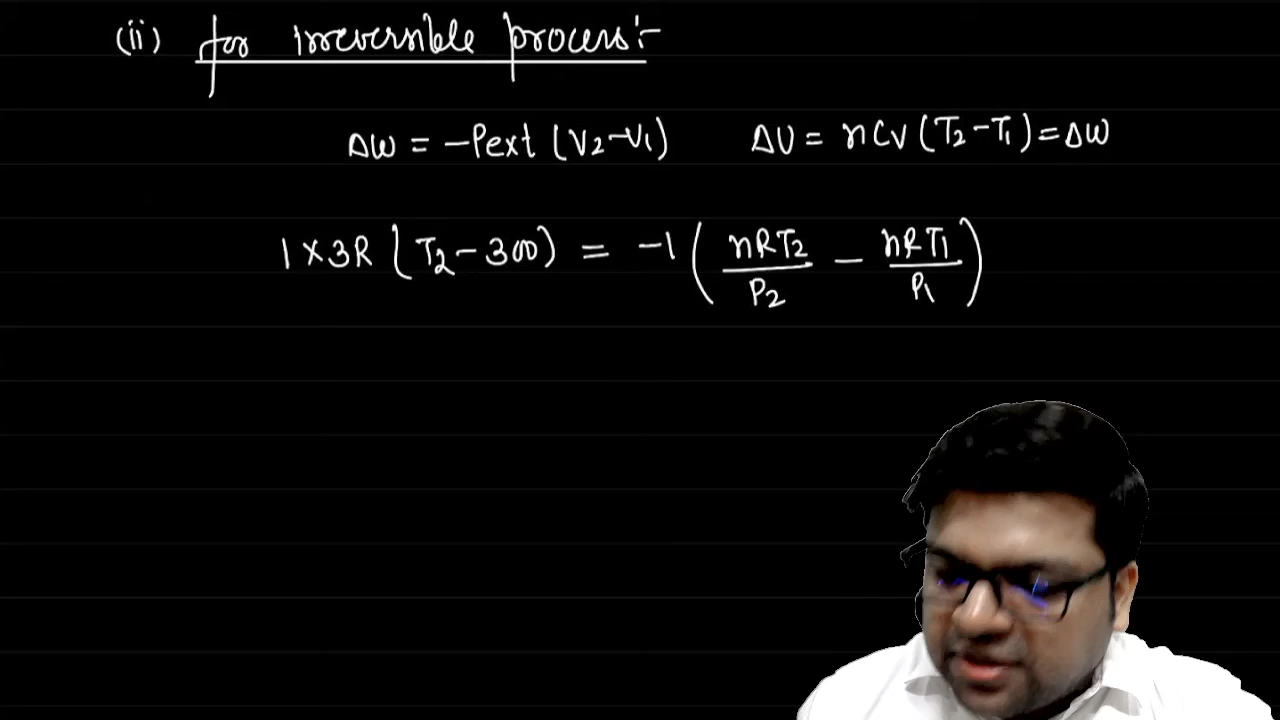 (ii) for irreversible process:-
ΔW = -Pext (V2-V1) ΔU = nCv (T2-T1) = ΔW
1 × 3R (T2 - 300) = -1 ( nRT2/P2 - nRT1/P1 )